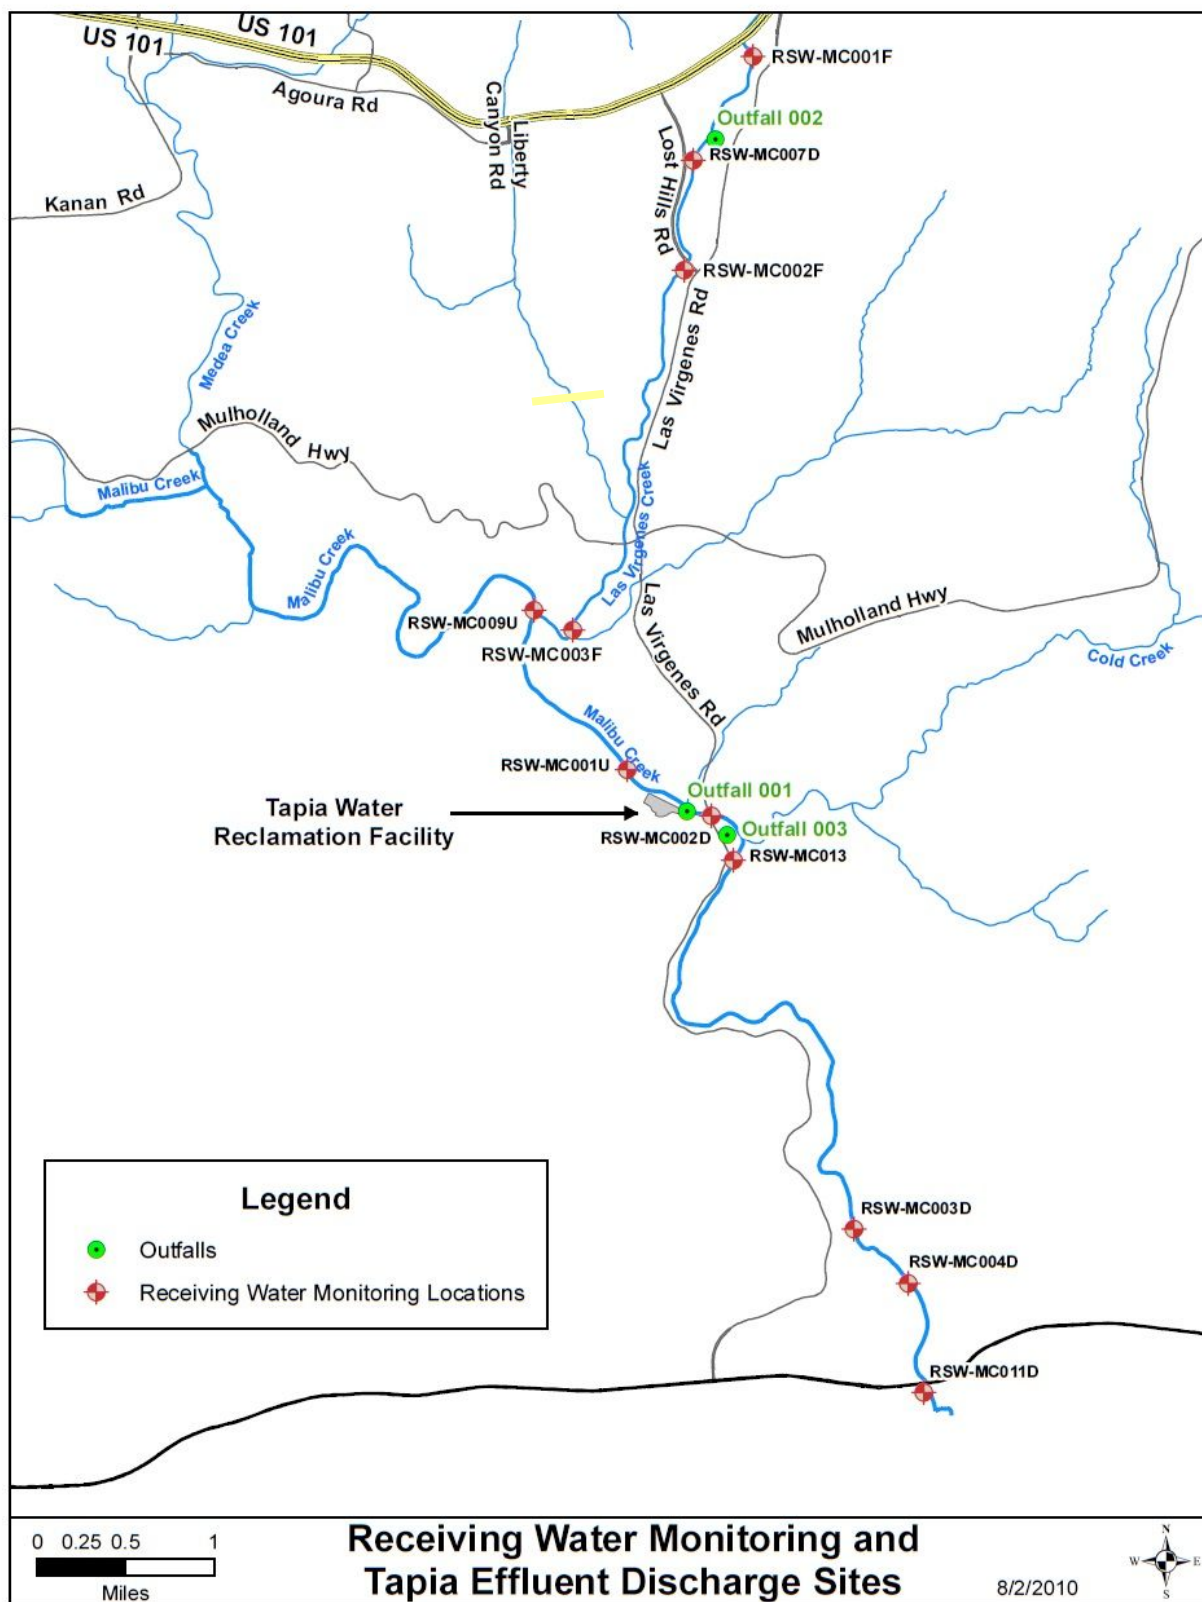 US 101
US 101
RSW-MC001F
Agoura Rd
Liberty
Canyon Rd
Outfall 002
Lost Hills Rd
RSW-MC007D
Kanan Rd
RSW-MC002F
Medea Creek
Las Virgenes Rd
Mulholland Hwy
Malibu Creek
Las Virgenes Creek
Malibu Creek
RSW-MC009U
RSW-MC003F
Las Virgenes Rd
Mulholland Hwy
Cold Creek
Malibu Creek
RSW-MC001U
Outfall 001
Tapia Water
Reclamation Facility
RSW-MC002D
Outfall 003
RSW-MC013
RSW-MC003D
RSW-MC004D
RSW-MC011D
Legend
Outfalls
Receiving Water Monitoring Locations
0 0.25 0.5 1
Miles
Receiving Water Monitoring and
Tapia Effluent Discharge Sites
8/2/2010
N
W E
S